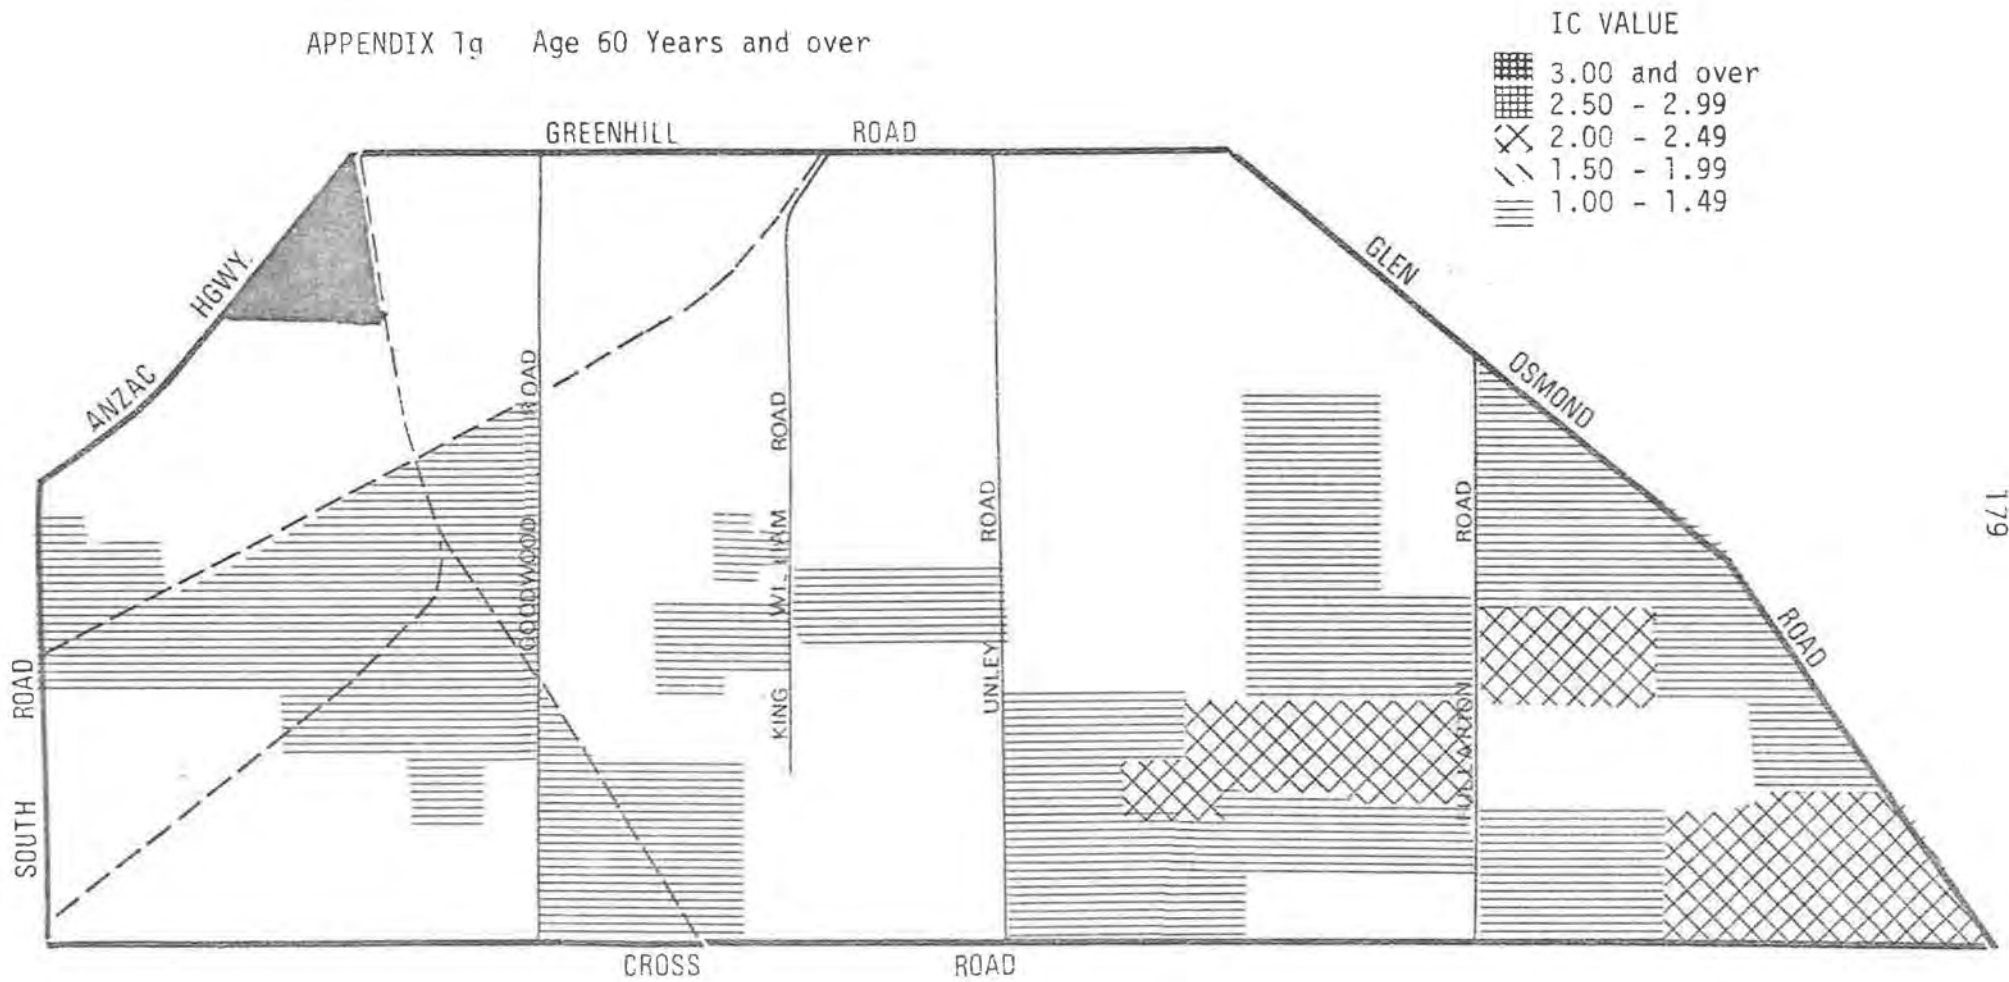 APPENDIX 1g Age 60 Years and over
IC VALUE
3.00 and over
2.50 - 2.99
2.00 - 2.49
1.50 - 1.99
1.00 - 1.49
GREENHILL ROAD
ANZAC HGWY.
GLEN OSMOND ROAD
SOUTH ROAD
GOODWOOD ROAD
KING WILLIAM ROAD
UNLEY ROAD
FULLARTON ROAD
CROSS ROAD
179